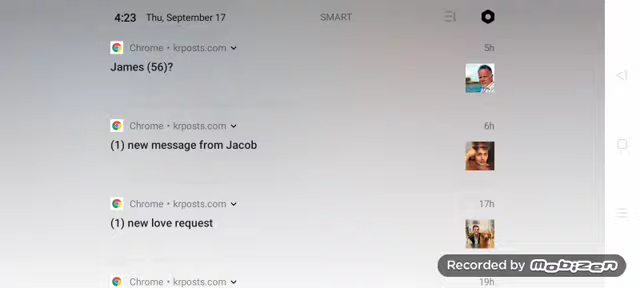 4:23 Thu, September 17 SMART
Chrome • krposts.com 5h
James (56)?
Chrome • krposts.com 6h
(1) new message from Jacob
Chrome • krposts.com 17h
(1) new love request
Chrome • krposts.com 19h
Recorded by MOBIZEN